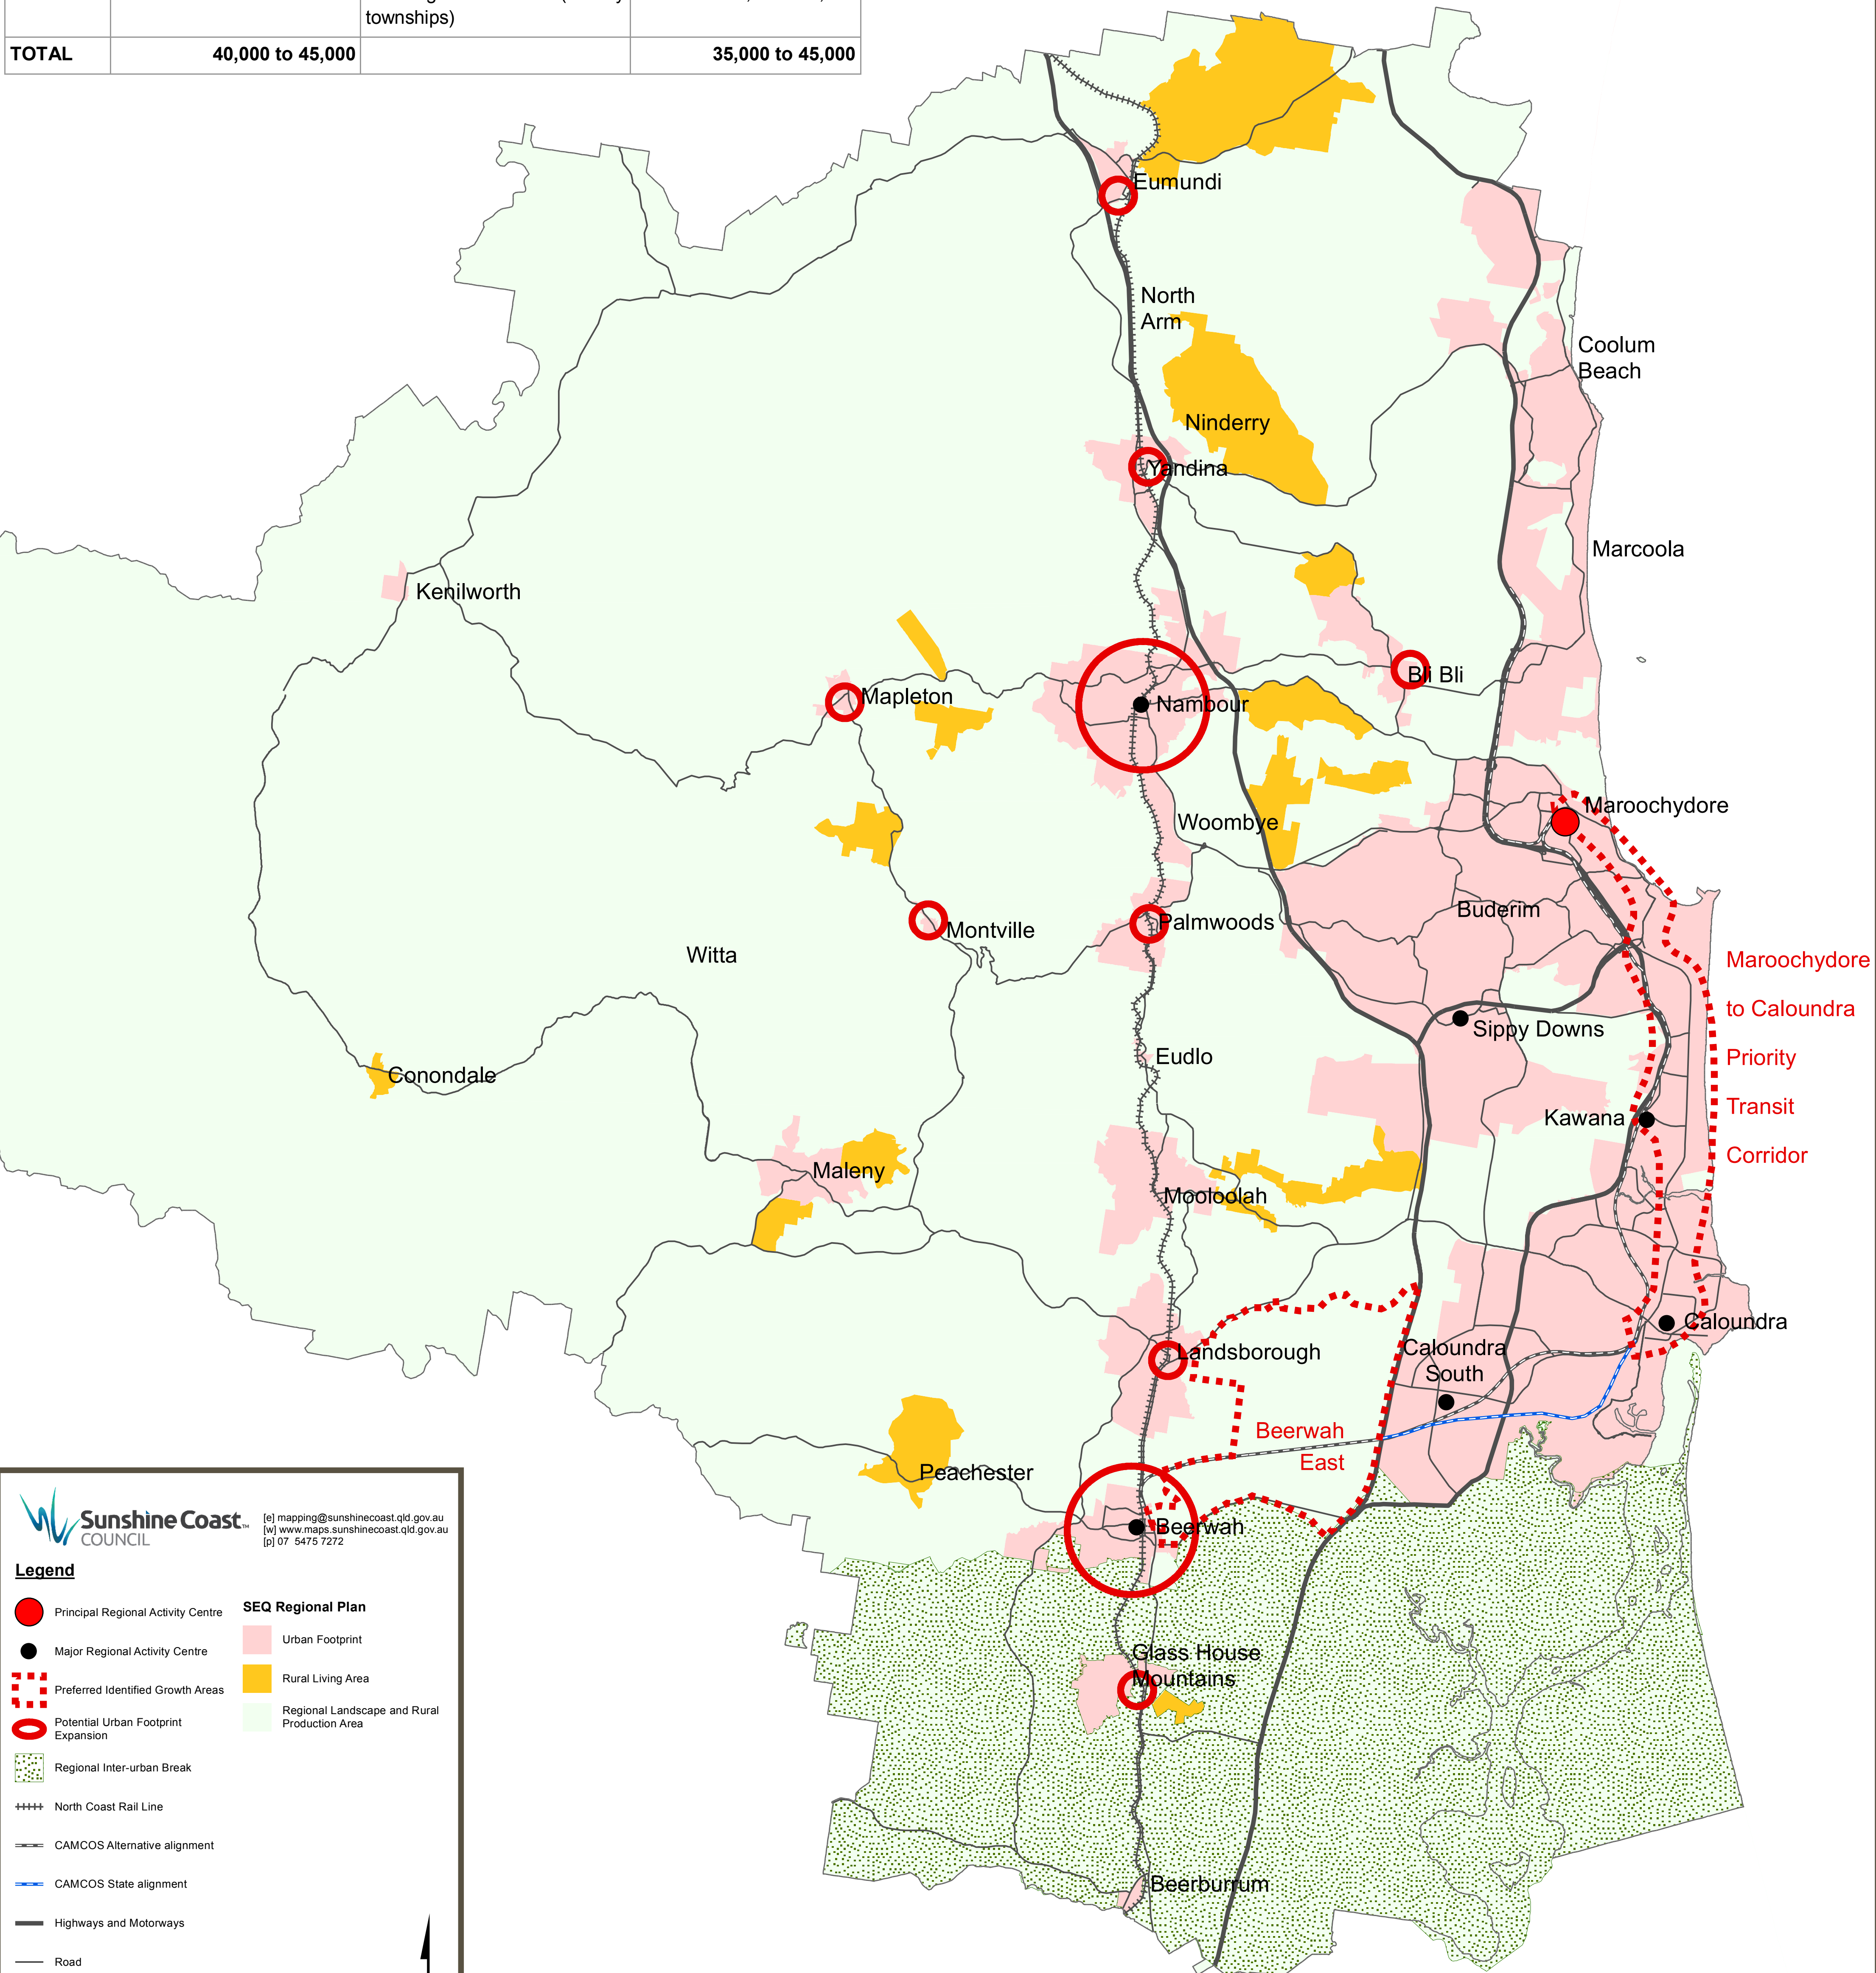 townships)
TOTAL 40,000 to 45,000 35,000 to 45,000
Eumundi
North
Arm
Coolum
Beach
Ninderry
Yandina
Marcoola
Kenilworth
Bli Bli
Mapleton
Nambour
Maroochydore
Woombye
Buderim
Palmwoods
Montville
Witta
Maroochydore
to Caloundra
Priority
Transit
Corridor
Sippy Downs
Eudlo
Conondale
Kawana
Maleny
Mooloolah
Caloundra
Landsborough
Caloundra
South
Beerwah
East
Peachester
Beerwah
Glass House
Mountains
Beerburrum
Sunshine Coast™
COUNCIL
[e] mapping@sunshinecoast.qld.gov.au
[w] www.maps.sunshinecoast.qld.gov.au
[p] 07 5475 7272
Legend
Principal Regional Activity Centre
Major Regional Activity Centre
Preferred Identified Growth Areas
Potential Urban Footprint
Expansion
Regional Inter-urban Break
North Coast Rail Line
CAMCOS Alternative alignment
CAMCOS State alignment
Highways and Motorways
Road
SEQ Regional Plan
Urban Footprint
Rural Living Area
Regional Landscape and Rural
Production Area